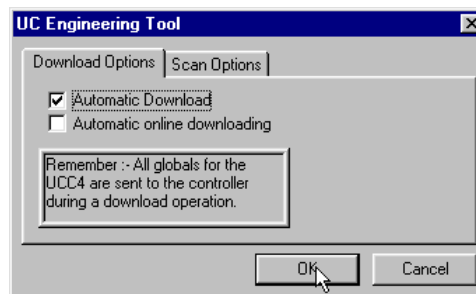 UC Engineering Tool
Download Options Scan Options
Automatic Download
Automatic online downloading
Remember :- All globals for the
UCC4 are sent to the controller
during a download operation.
OK Cancel